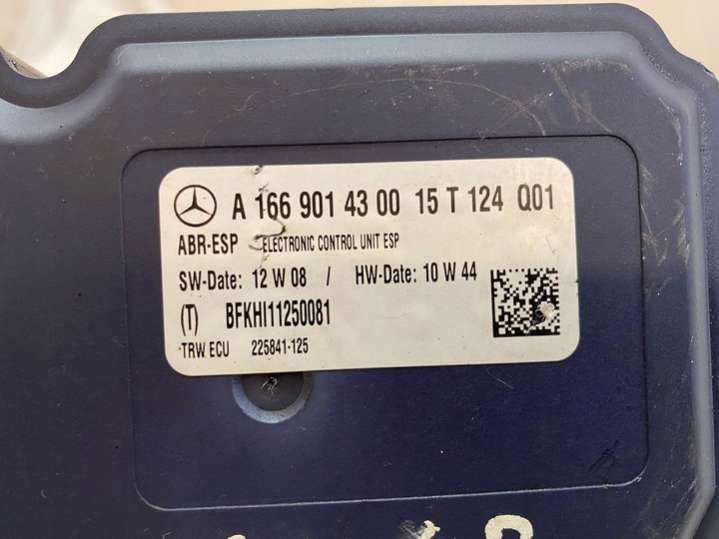 A 166 901 43 00 15 T 124 Q01
ABR-ESP ELECTRONIC CONTROL UNIT ESP
SW-Date: 12 W 08 / HW-Date: 10 W 44
(T) BFKHI11250081
TRW ECU 225841-125